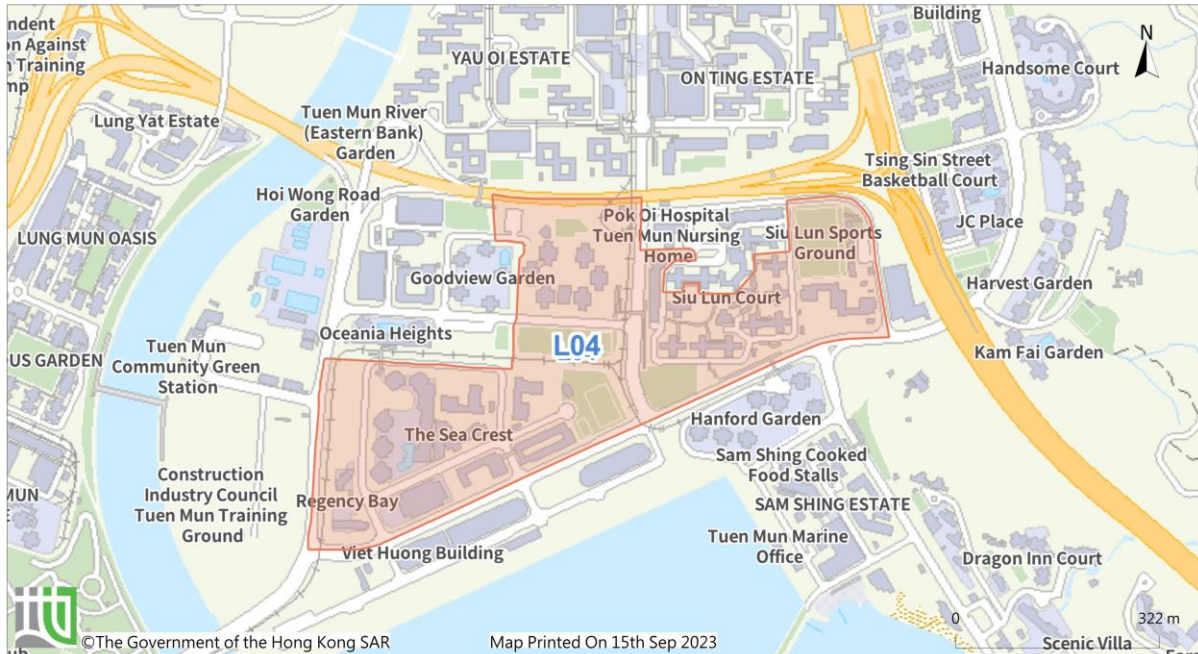 ndent
on Against
n Training
mp
Building
YAU OI ESTATE
ON TING ESTATE
N
Handsome Court
Lung Yat Estate
Tuen Mun River
(Eastern Bank)
Garden
Tsing Sin Street
Basketball Court
Hoi Wong Road
Garden
LUNG MUN OASIS
Pok Oi Hospital
Tuen Mun Nursing
Home
Siu Lun Sports
Ground
JC Place
Goodview Garden
Siu Lun Court
Harvest Garden
Oceania Heights
L04
Kam Fai Garden
OUS GARDEN
Tuen Mun
Community Green
Station
Hanford Garden
The Sea Crest
Sam Shing Cooked
Food Stalls
Construction
Industry Council
Tuen Mun Training
Ground
Regency Bay
MUN
E
SAM SHING ESTATE
Viet Huong Building
Tuen Mun Marine
Office
Dragon Inn Court
0
322 m
©The Government of the Hong Kong SAR
Map Printed On 15th Sep 2023
Scenic Villa